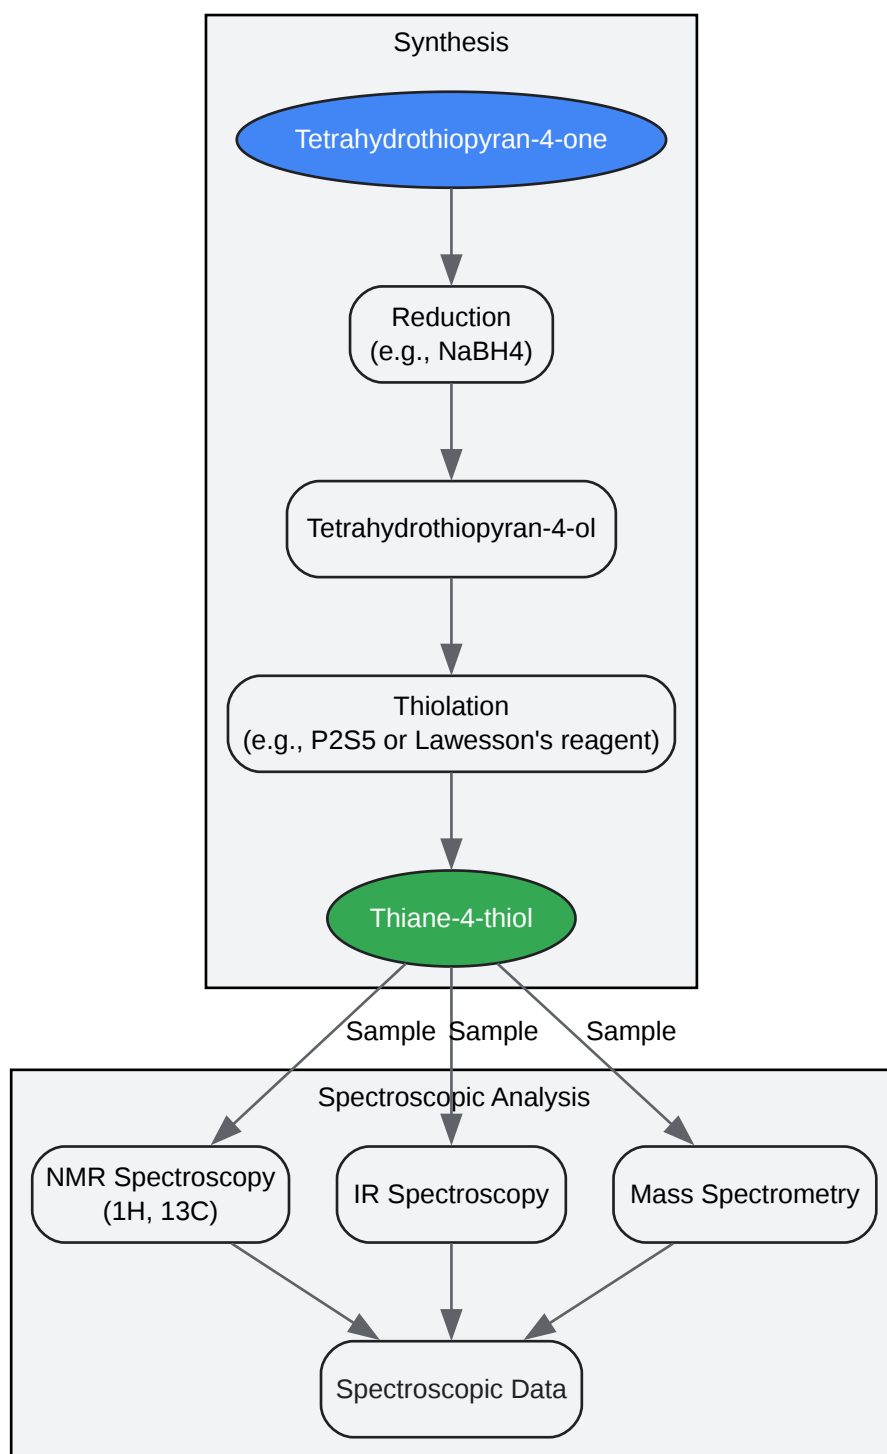 Synthesis
Tetrahydrothiopyran-4-one
Reduction
(e.g., NaBH4)
Tetrahydrothiopyran-4-ol
Thiolation
(e.g., P2S5 or Lawesson's reagent)
Thiane-4-thiol
Sample
Sample
Sample
Spectroscopic Analysis
NMR Spectroscopy
(1H, 13C)
IR Spectroscopy
Mass Spectrometry
Spectroscopic Data